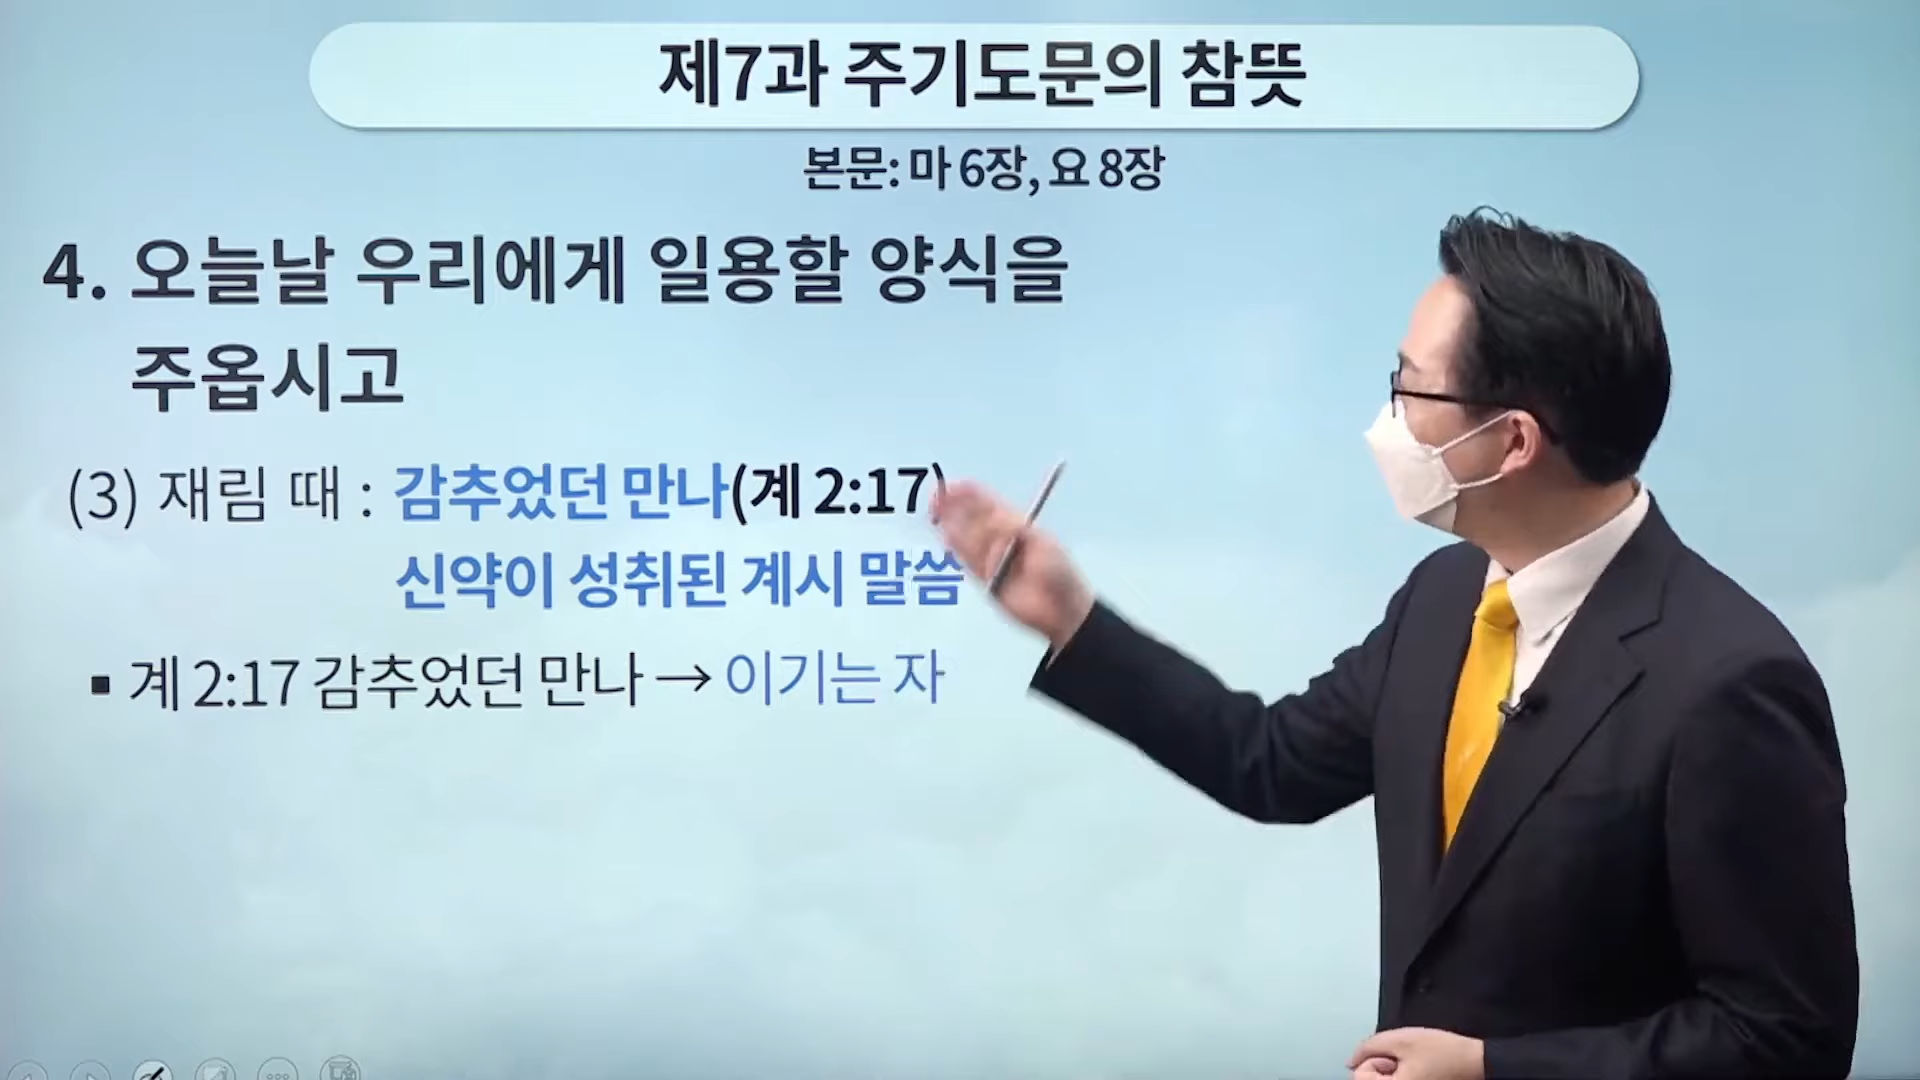 제7과 주기도문의 참뜻
본문: 마 6장, 요 8장
4. 오늘날 우리에게 일용할 양식을
주옵시고
(3) 재림 때 : 감추었던 만나(계 2:17)
신약이 성취된 계시 말씀
▪ 계 2:17 감추었던 만나 → 이기는 자